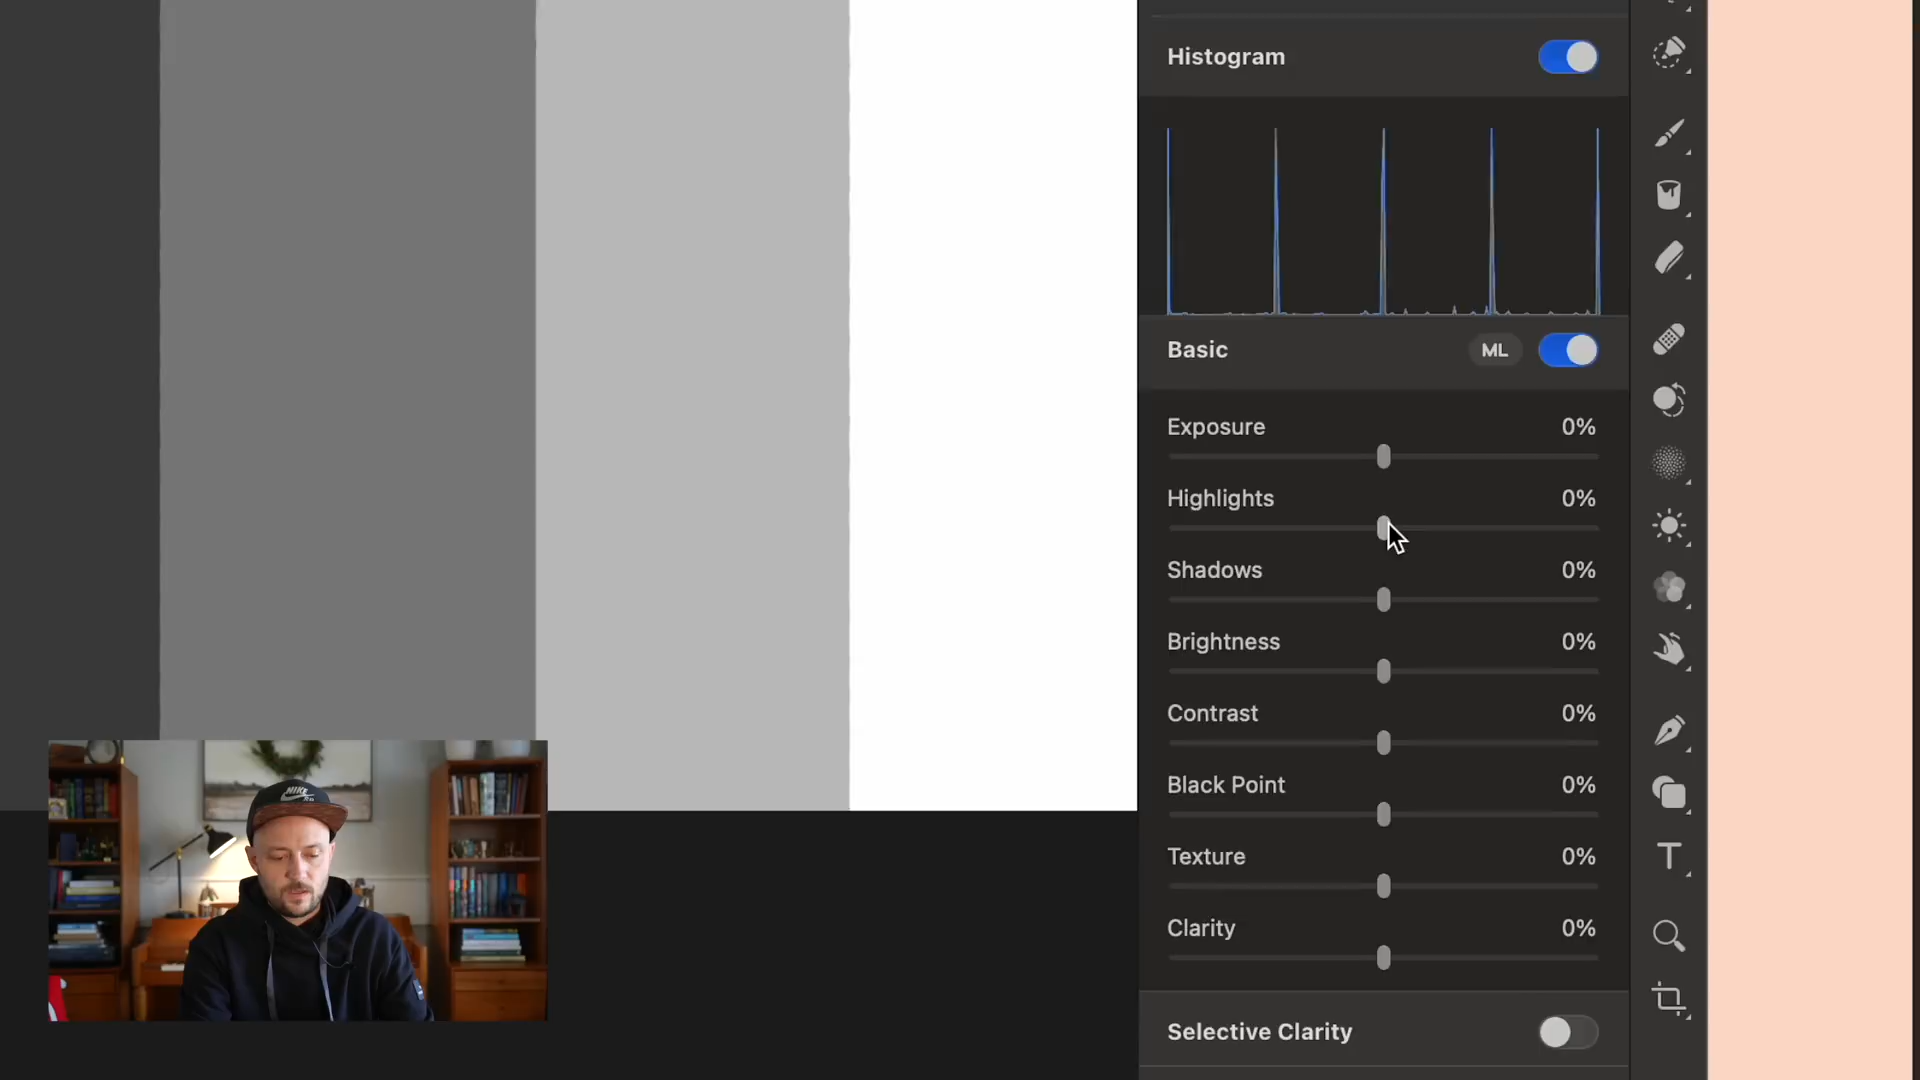 Histogram
Basic
ML
Exposure 0%
Highlights 0%
Shadows 0%
Brightness 0%
Contrast 0%
Black Point 0%
Texture 0%
Clarity 0%
Selective Clarity
T
NIKE